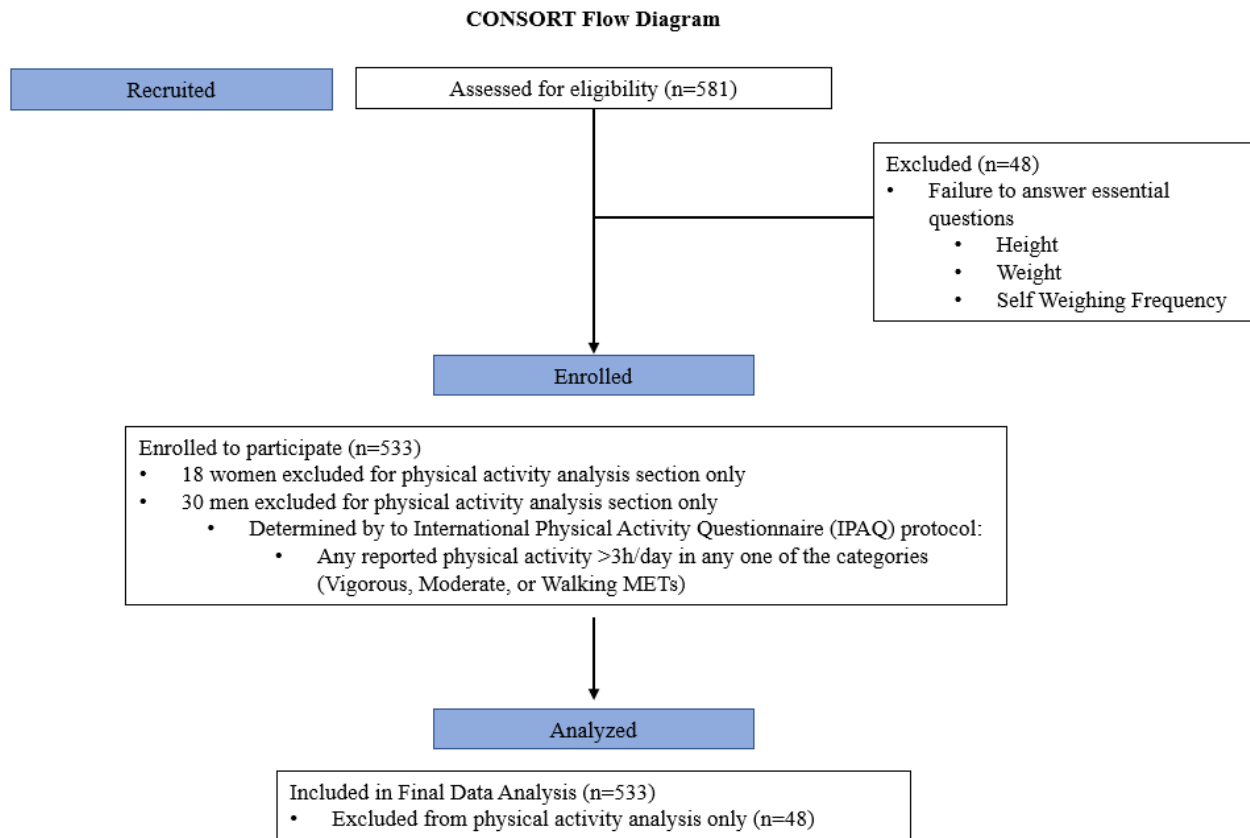 CONSORT Flow Diagram
Recruited
Assessed for eligibility (n=581)
Excluded (n=48)
• Failure to answer essential
questions
• Height
• Weight
• Self Weighing Frequency
Enrolled
Enrolled to participate (n=533)
• 18 women excluded for physical activity analysis section only
• 30 men excluded for physical activity analysis section only
• Determined by to International Physical Activity Questionnaire (IPAQ) protocol:
• Any reported physical activity >3h/day in any one of the categories
(Vigorous, Moderate, or Walking METs)
Analyzed
Included in Final Data Analysis (n=533)
• Excluded from physical activity analysis only (n=48)